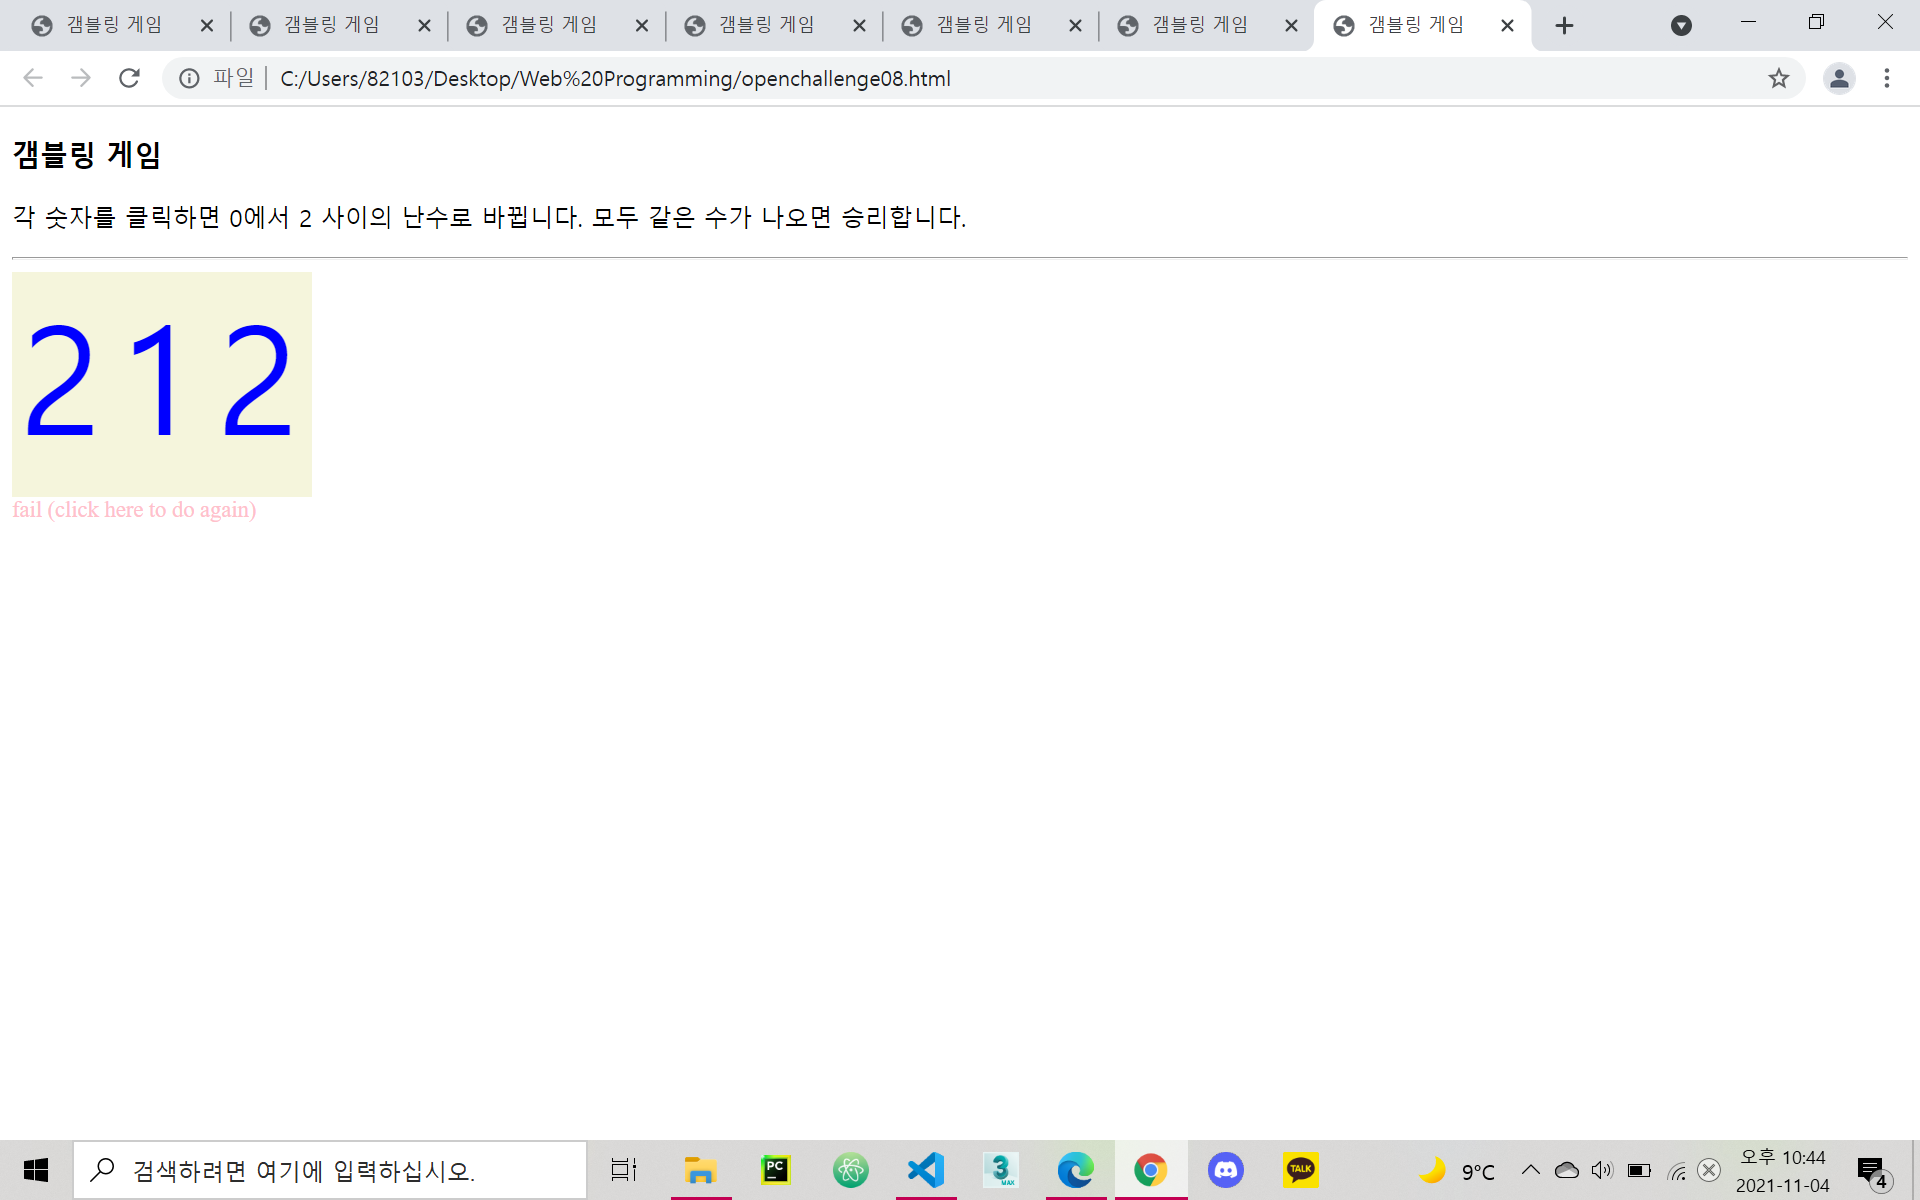 갬블링 게임 갬블링 게임 갬블링 게임 갬블링 게임 갬블링 게임 갬블링 게임 갬블링 게임
파일 C:/Users/82103/Desktop/Web%20Programming/openchallenge08.html
갬블링 게임
각 숫자를 클릭하면 0에서 2 사이의 난수로 바뀝니다. 모두 같은 수가 나오면 승리합니다.
2 1 2
fail (click here to do again)
검색하려면 여기에 입력하십시오.
PC
3
MAX
TALK
9°C
오후 10:44
2021-11-04
4